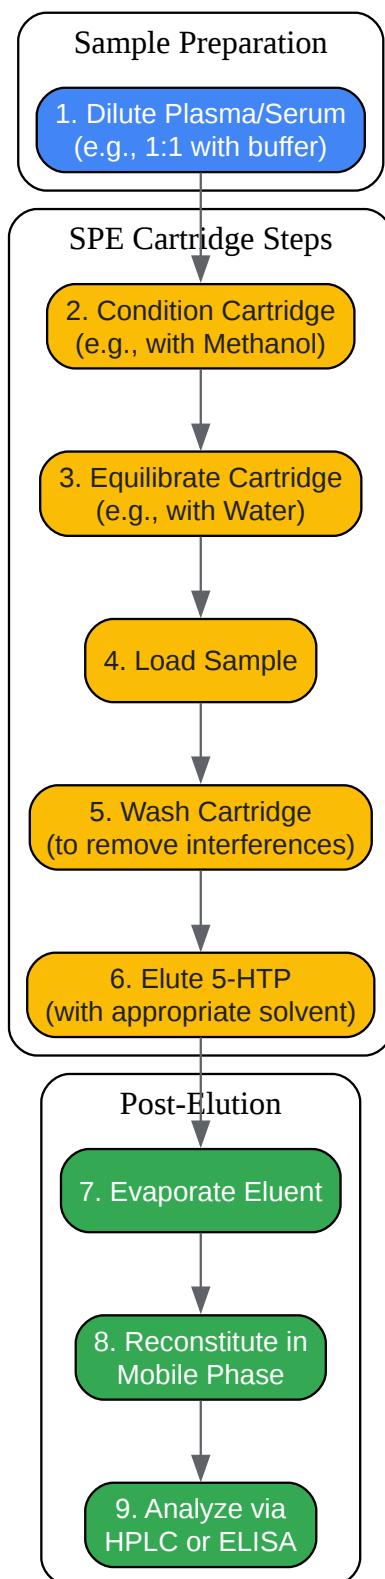 Sample Preparation
1. Dilute Plasma/Serum
(e.g., 1:1 with buffer)
SPE Cartridge Steps
2. Condition Cartridge
(e.g., with Methanol)
3. Equilibrate Cartridge
(e.g., with Water)
4. Load Sample
5. Wash Cartridge
(to remove interferences)
6. Elute 5-HTP
(with appropriate solvent)
Post-Elution
7. Evaporate Eluent
8. Reconstitute in
Mobile Phase
9. Analyze via
HPLC or ELISA